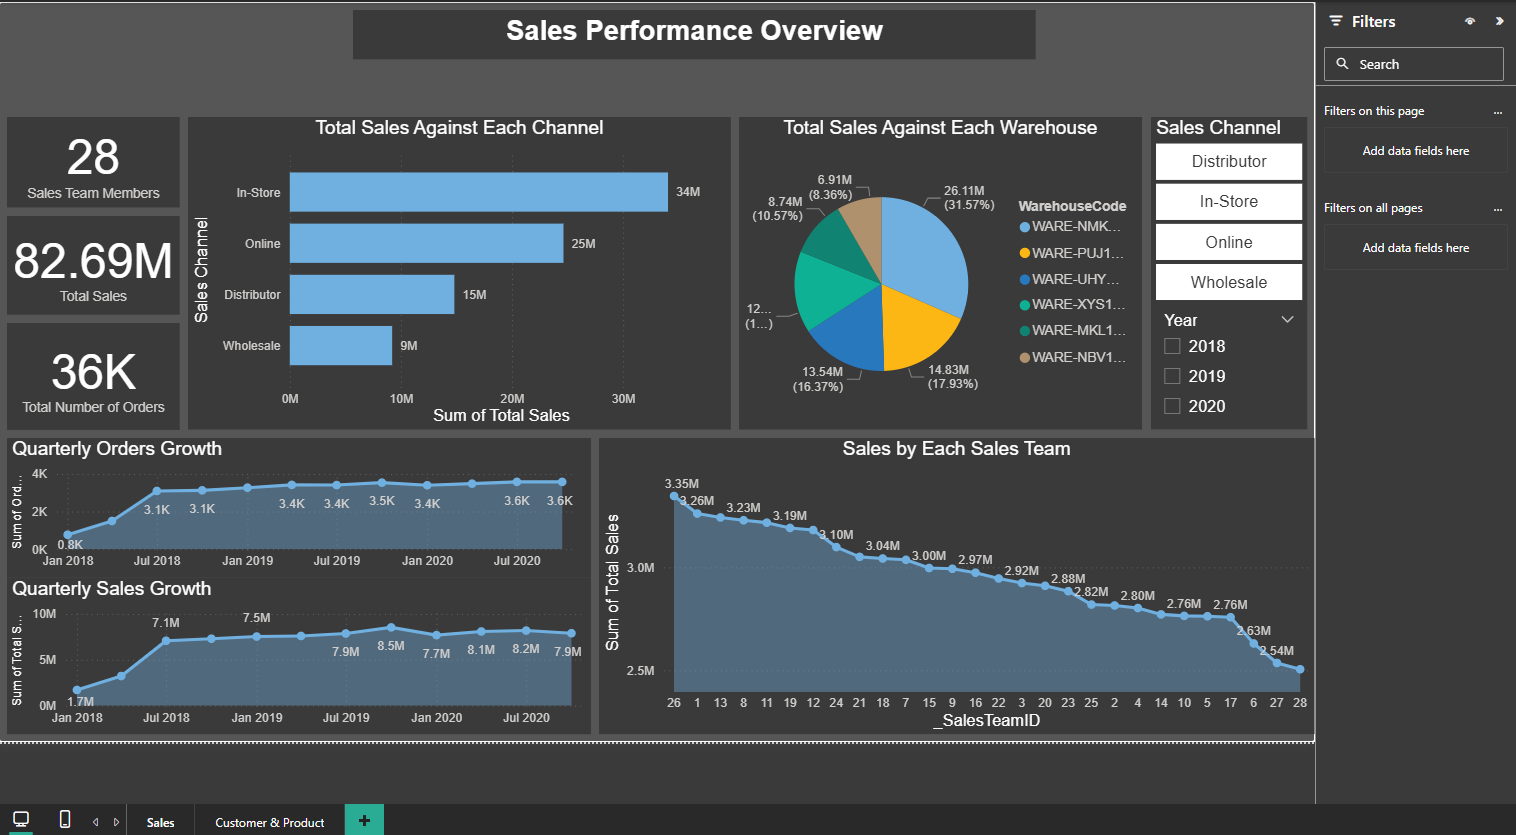 Sales Performance Overview
Filters
Search
Filters on this page
...
Add data fields here
Filters on all pages
...
Add data fields here
28
Sales Team Members
82.69M
Total Sales
36K
Total Number of Orders
Total Sales Against Each Channel
Sales Channel
In-Store
34M
Online
25M
Distributor
15M
Wholesale
9M
0M 10M 20M 30M
Sum of Total Sales
Total Sales Against Each Warehouse
26.11M
(31.57%)
14.83M
(17.93%)
13.54M
(16.37%)
12...
(1...)
8.74M
(10.57%)
6.91M
(8.36%)
WarehouseCode
WARE-NMK...
WARE-PUJ1...
WARE-UHY...
WARE-XYS1...
WARE-MKL1...
WARE-NBV1...
Sales Channel
Distributor
In-Store
Online
Wholesale
Year
2018
2019
2020
Quarterly Orders Growth
Sum of Ord...
4K
2K
0K
0.8K 3.1K 3.1K 3.4K 3.4K 3.5K 3.4K 3.6K 3.6K
Jan 2018 Jul 2018 Jan 2019 Jul 2019 Jan 2020 Jul 2020
Quarterly Sales Growth
Sum of Total S...
10M
5M
0M
1.7M 7.1M 7.5M 7.9M 8.5M 7.7M 8.1M 8.2M 7.9M
Jan 2018 Jul 2018 Jan 2019 Jul 2019 Jan 2020 Jul 2020
Sales by Each Sales Team
Sum of Total Sales
3.0M
2.5M
3.35M 3.26M 3.23M 3.19M 3.10M 3.04M 3.00M 2.97M 2.92M 2.88M 2.82M 2.80M 2.76M 2.76M 2.63M 2.54M
26 1 13 8 11 19 12 24 21 18 7 15 9 16 22 3 20 23 25 2 4 14 10 5 17 6 27 28
_SalesTeamID
Sales
Customer & Product